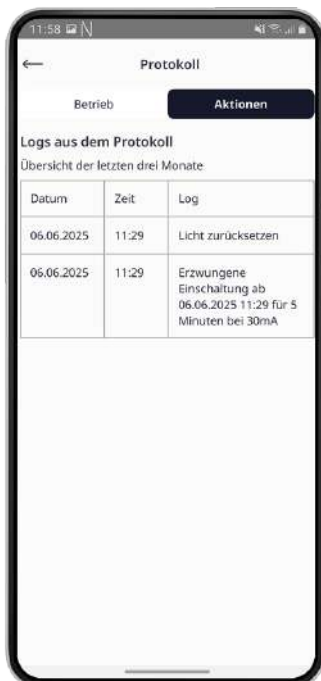 11:58
Protokoll
Betrieb Aktionen
Logs aus dem Protokoll
Übersicht der letzten drei Monate
Datum Zeit Log
06.06.2025 11:29 Licht zurücksetzen
06.06.2025 11:29 Erzwungene
Einschaltung ab
06.06.2025 11:29 für 5
Minuten bei 30mA